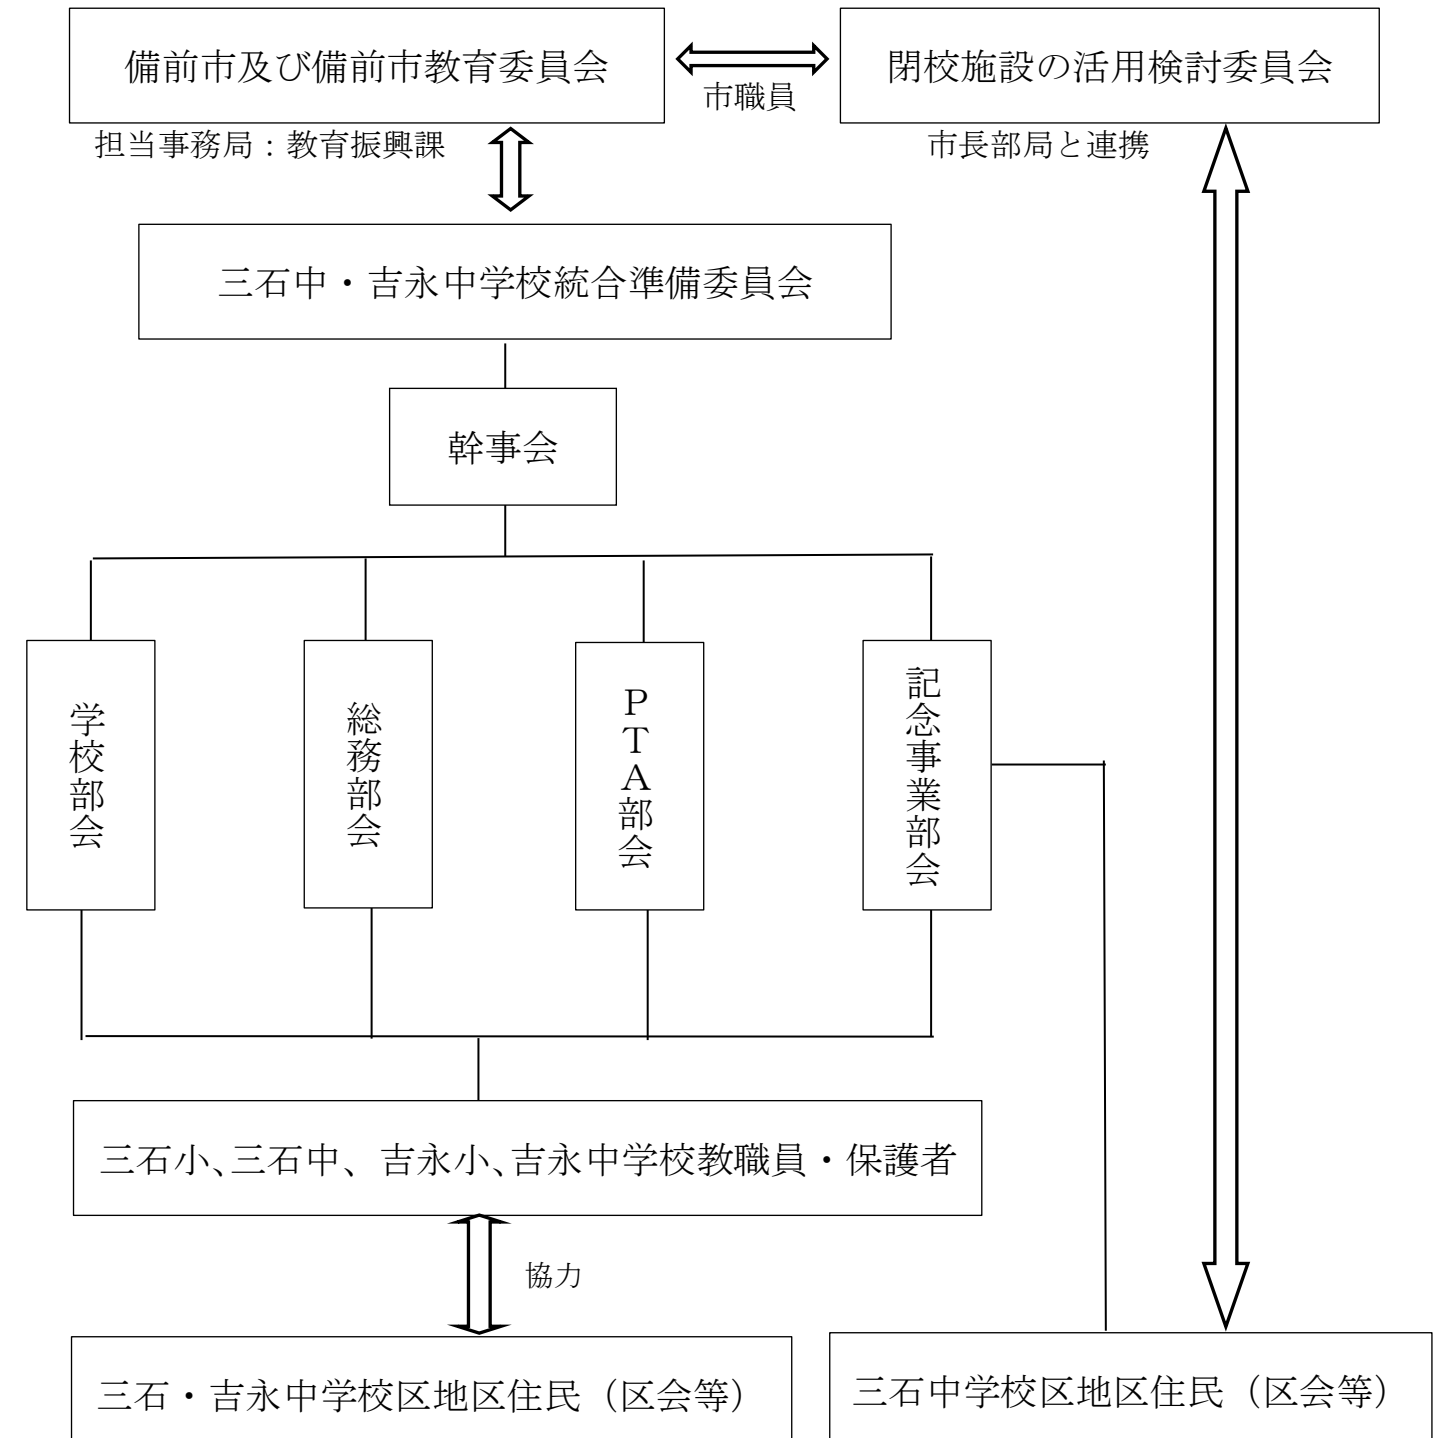 備前市及び備前市教育委員会
市職員
閉校施設の活用検討委員会
担当事務局：教育振興課
市長部局と連携
三石中・吉永中学校統合準備委員会
幹事会
学校部会
総務部会
ＰＴＡ部会
記念事業部会
三石小、三石中、吉永小、吉永中学校教職員・保護者
協力
三石・吉永中学校区地区住民（区会等）
三石中学校区地区住民（区会等）